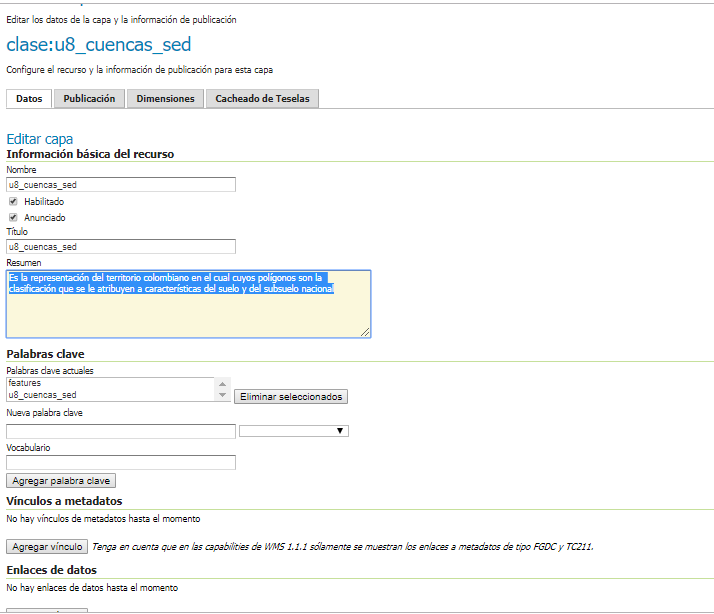 Editar los datos de la capa y la información de publicación
clase:u8_cuencas_sed
Configure el recurso y la información de publicación para esta capa
Datos Publicación Dimensiones Cacheado de Teselas
Editar capa
Información básica del recurso
Nombre
u8_cuencas_sed
Habilitado
Anunciado
Título
u8_cuencas_sed
Resumen
Es la representación del territorio colombiano en el cual cuyos polígonos son la
clasificación que se le atribuyen a características del suelo y del subsuelo nacional
Palabras clave
Palabras clave actuales
features
u8_cuencas_sed
Eliminar seleccionados
Nueva palabra clave
Vocabulario
Agregar palabra clave
Vínculos a metadatos
No hay vínculos de metadatos hasta el momento
Agregar vínculo Tenga en cuenta que en las capabilities de WMS 1.1.1 sólamente se muestran los enlaces a metadatos de tipo FGDC y TC211.
Enlaces de datos
No hay enlaces de datos hasta el momento